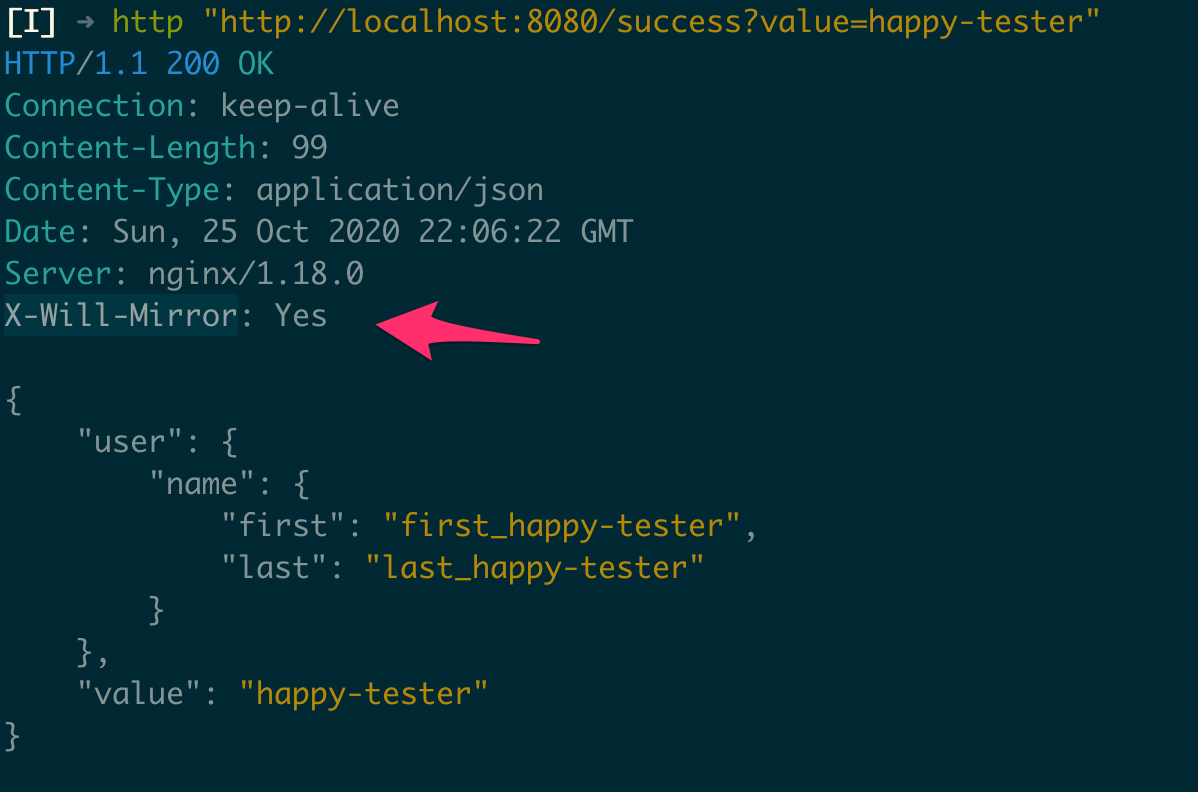 [I] → http "http://localhost:8080/success?value=happy-tester"
HTTP/1.1 200 OK
Connection: keep-alive
Content-Length: 99
Content-Type: application/json
Date: Sun, 25 Oct 2020 22:06:22 GMT
Server: nginx/1.18.0
X-Will-Mirror: Yes
{
    "user": {
        "name": {
            "first": "first_happy-tester",
            "last": "last_happy-tester"
        }
    },
    "value": "happy-tester"
}